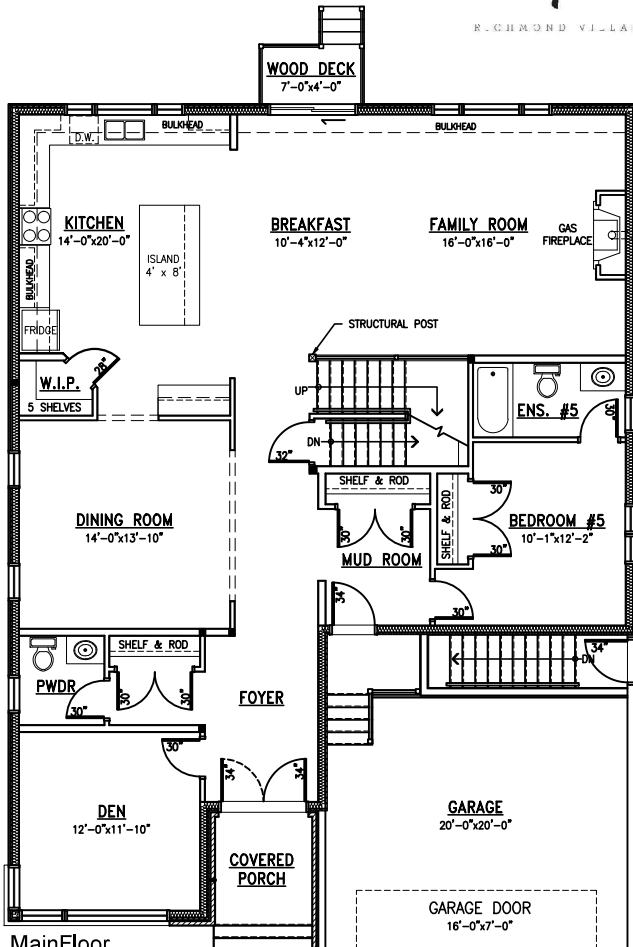 RICHMOND VILLA
WOOD DECK
7'-0"x4'-0"
BULKHEAD
BULKHEAD
D.W.
KITCHEN
14'-0"x20'-0"
BREAKFAST
10'-4"x12'-0"
FAMILY ROOM
16'-0"x16'-0"
GAS
FIREPLACE
ISLAND
4' x 8'
BULKHEAD
FRIDGE
STRUCTURAL POST
28"
W.I.P.
5 SHELVES
UP
ENS. #5
30"
DN
32"
SHELF & ROD
SHELF & ROD
30"
30"
30"
30"
DINING ROOM
14'-0"x13'-10"
BEDROOM #5
10'-1"x12'-2"
MUD ROOM
34"
30"
SHELF & ROD
PWDR
30"
30"
30"
DN
34"
FOYER
30"
34"
34"
DEN
12'-0"x11'-10"
GARAGE
20'-0"x20'-0"
COVERED
PORCH
GARAGE DOOR
16'-0"x7'-0"
MainFloor